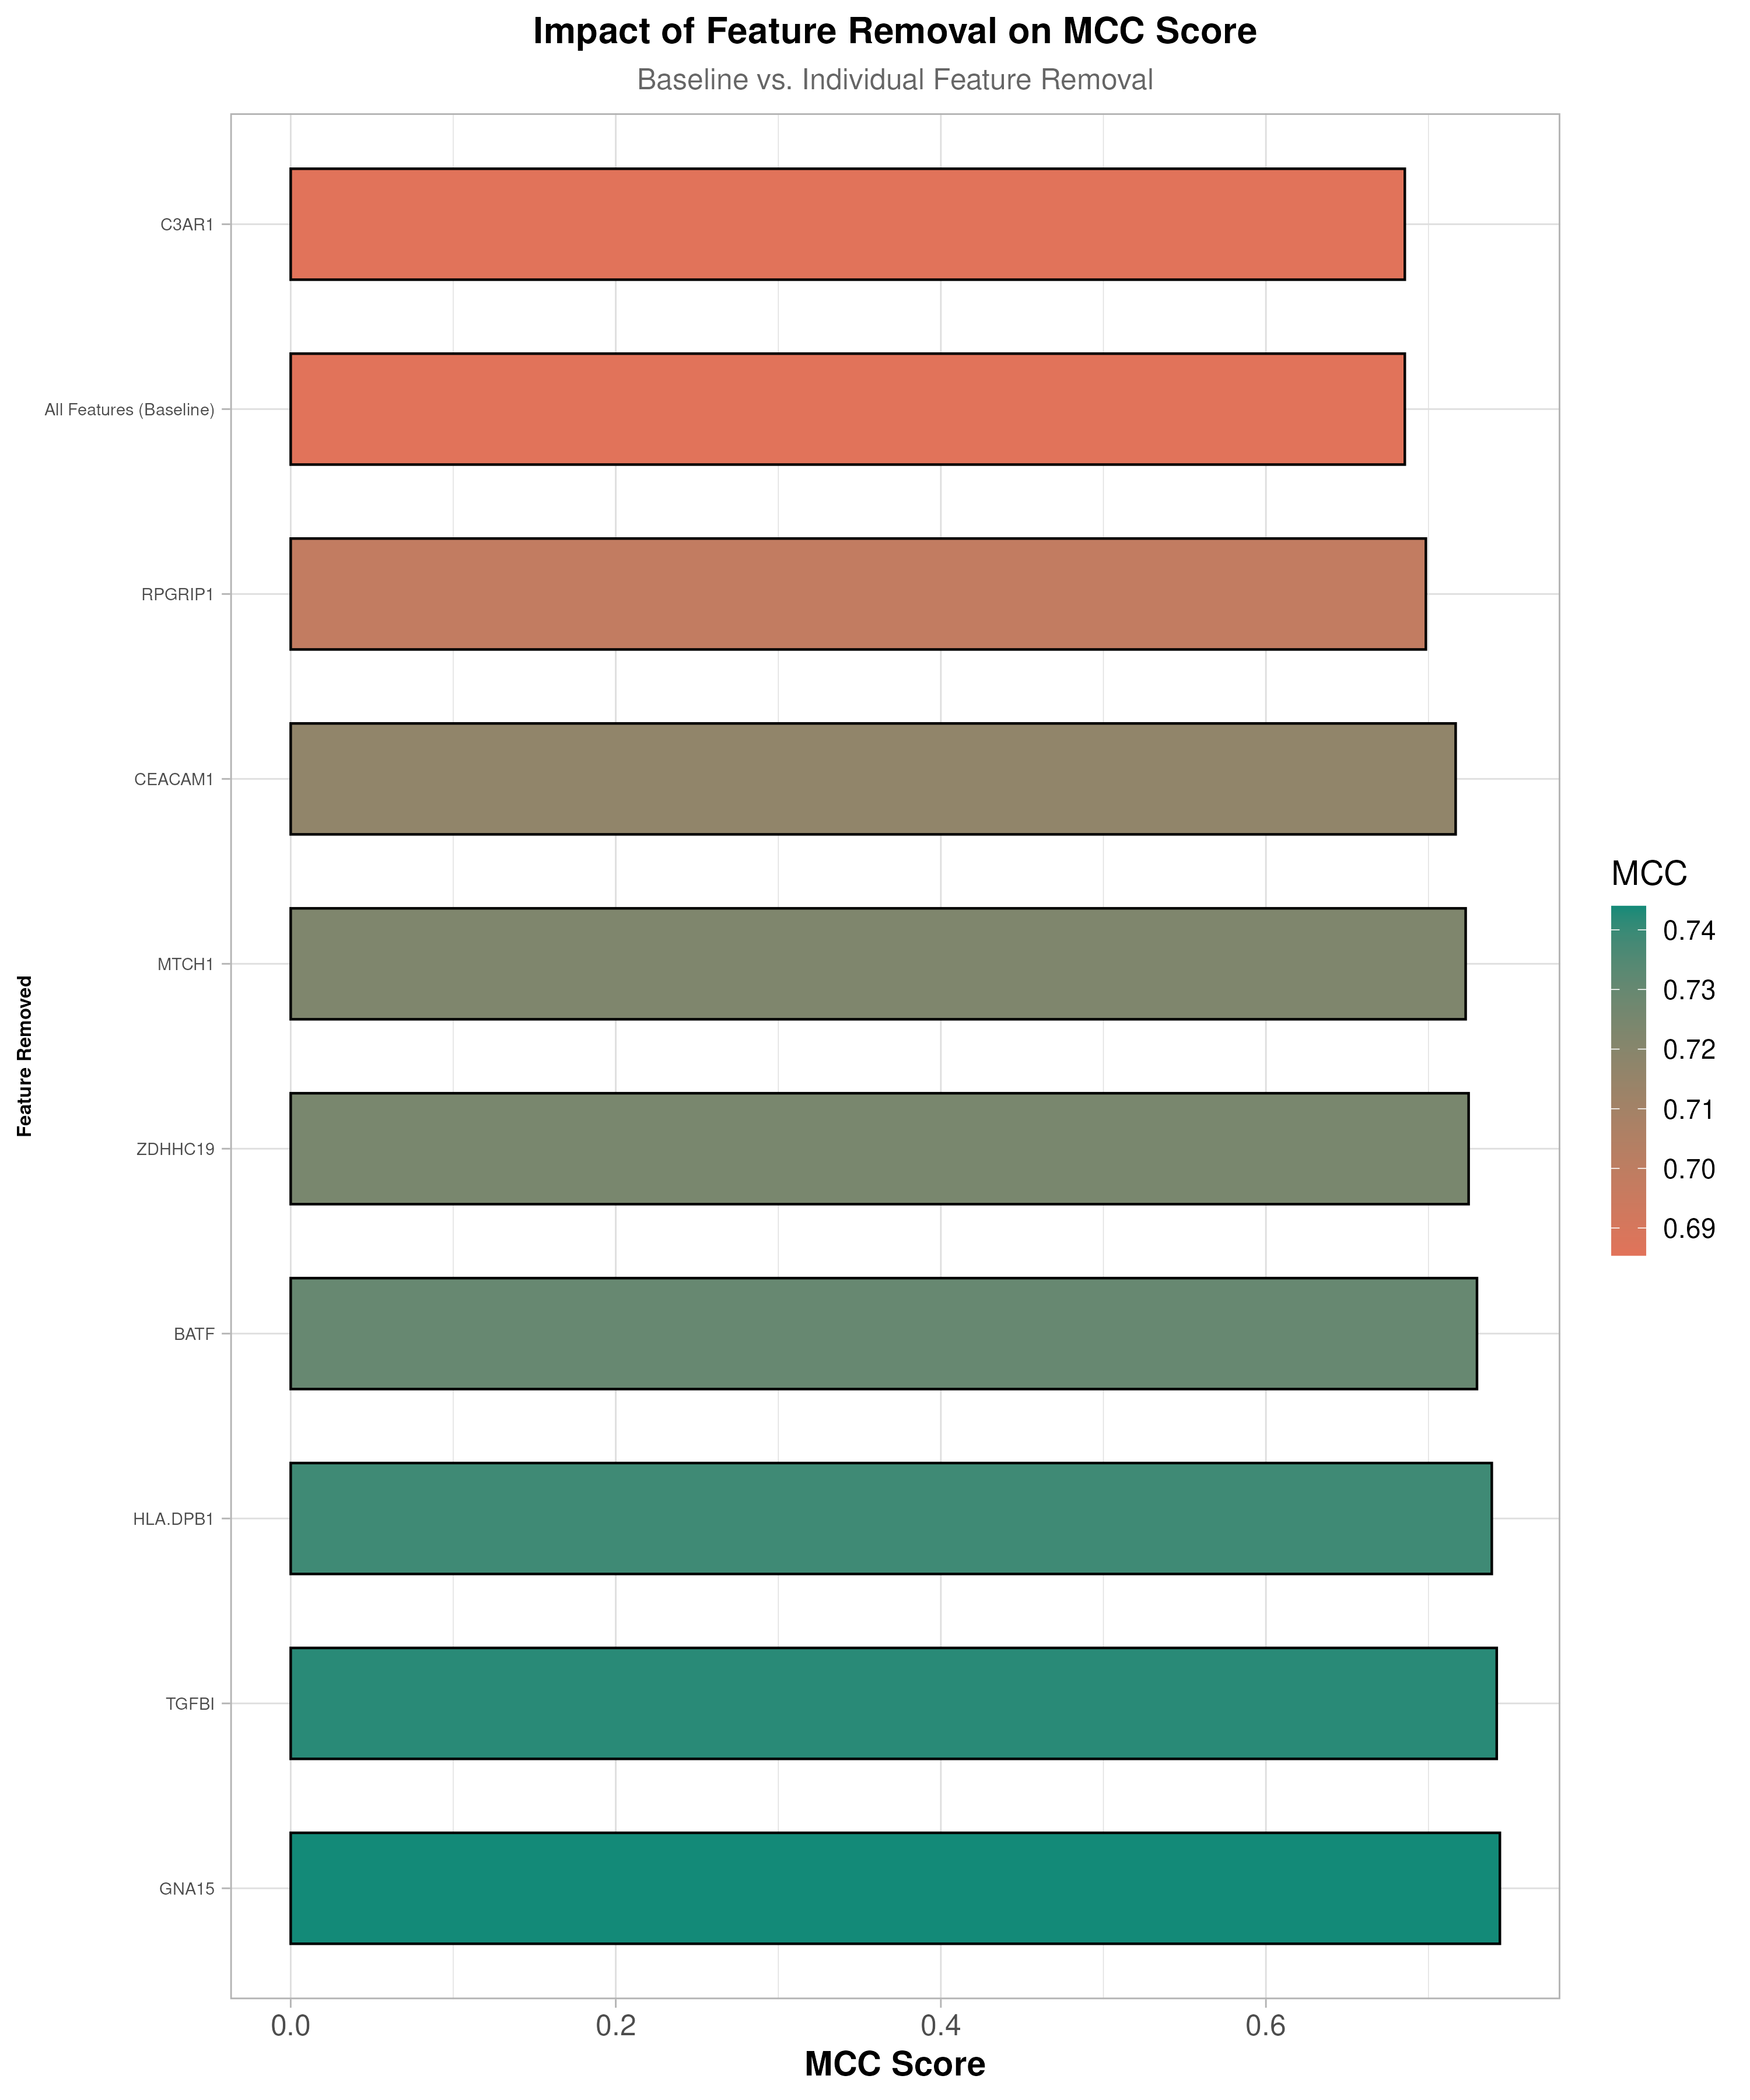 Impact of Feature Removal on MCC Score
Baseline vs. Individual Feature Removal
Feature Removed
C3AR1
All Features (Baseline)
RPGRIP1
CEACAM1
MTCH1
ZDHHC19
BATF
HLA.DPB1
TGFBI
GNA15
0.0 0.2 0.4 0.6
MCC Score
MCC
0.74
0.73
0.72
0.71
0.70
0.69